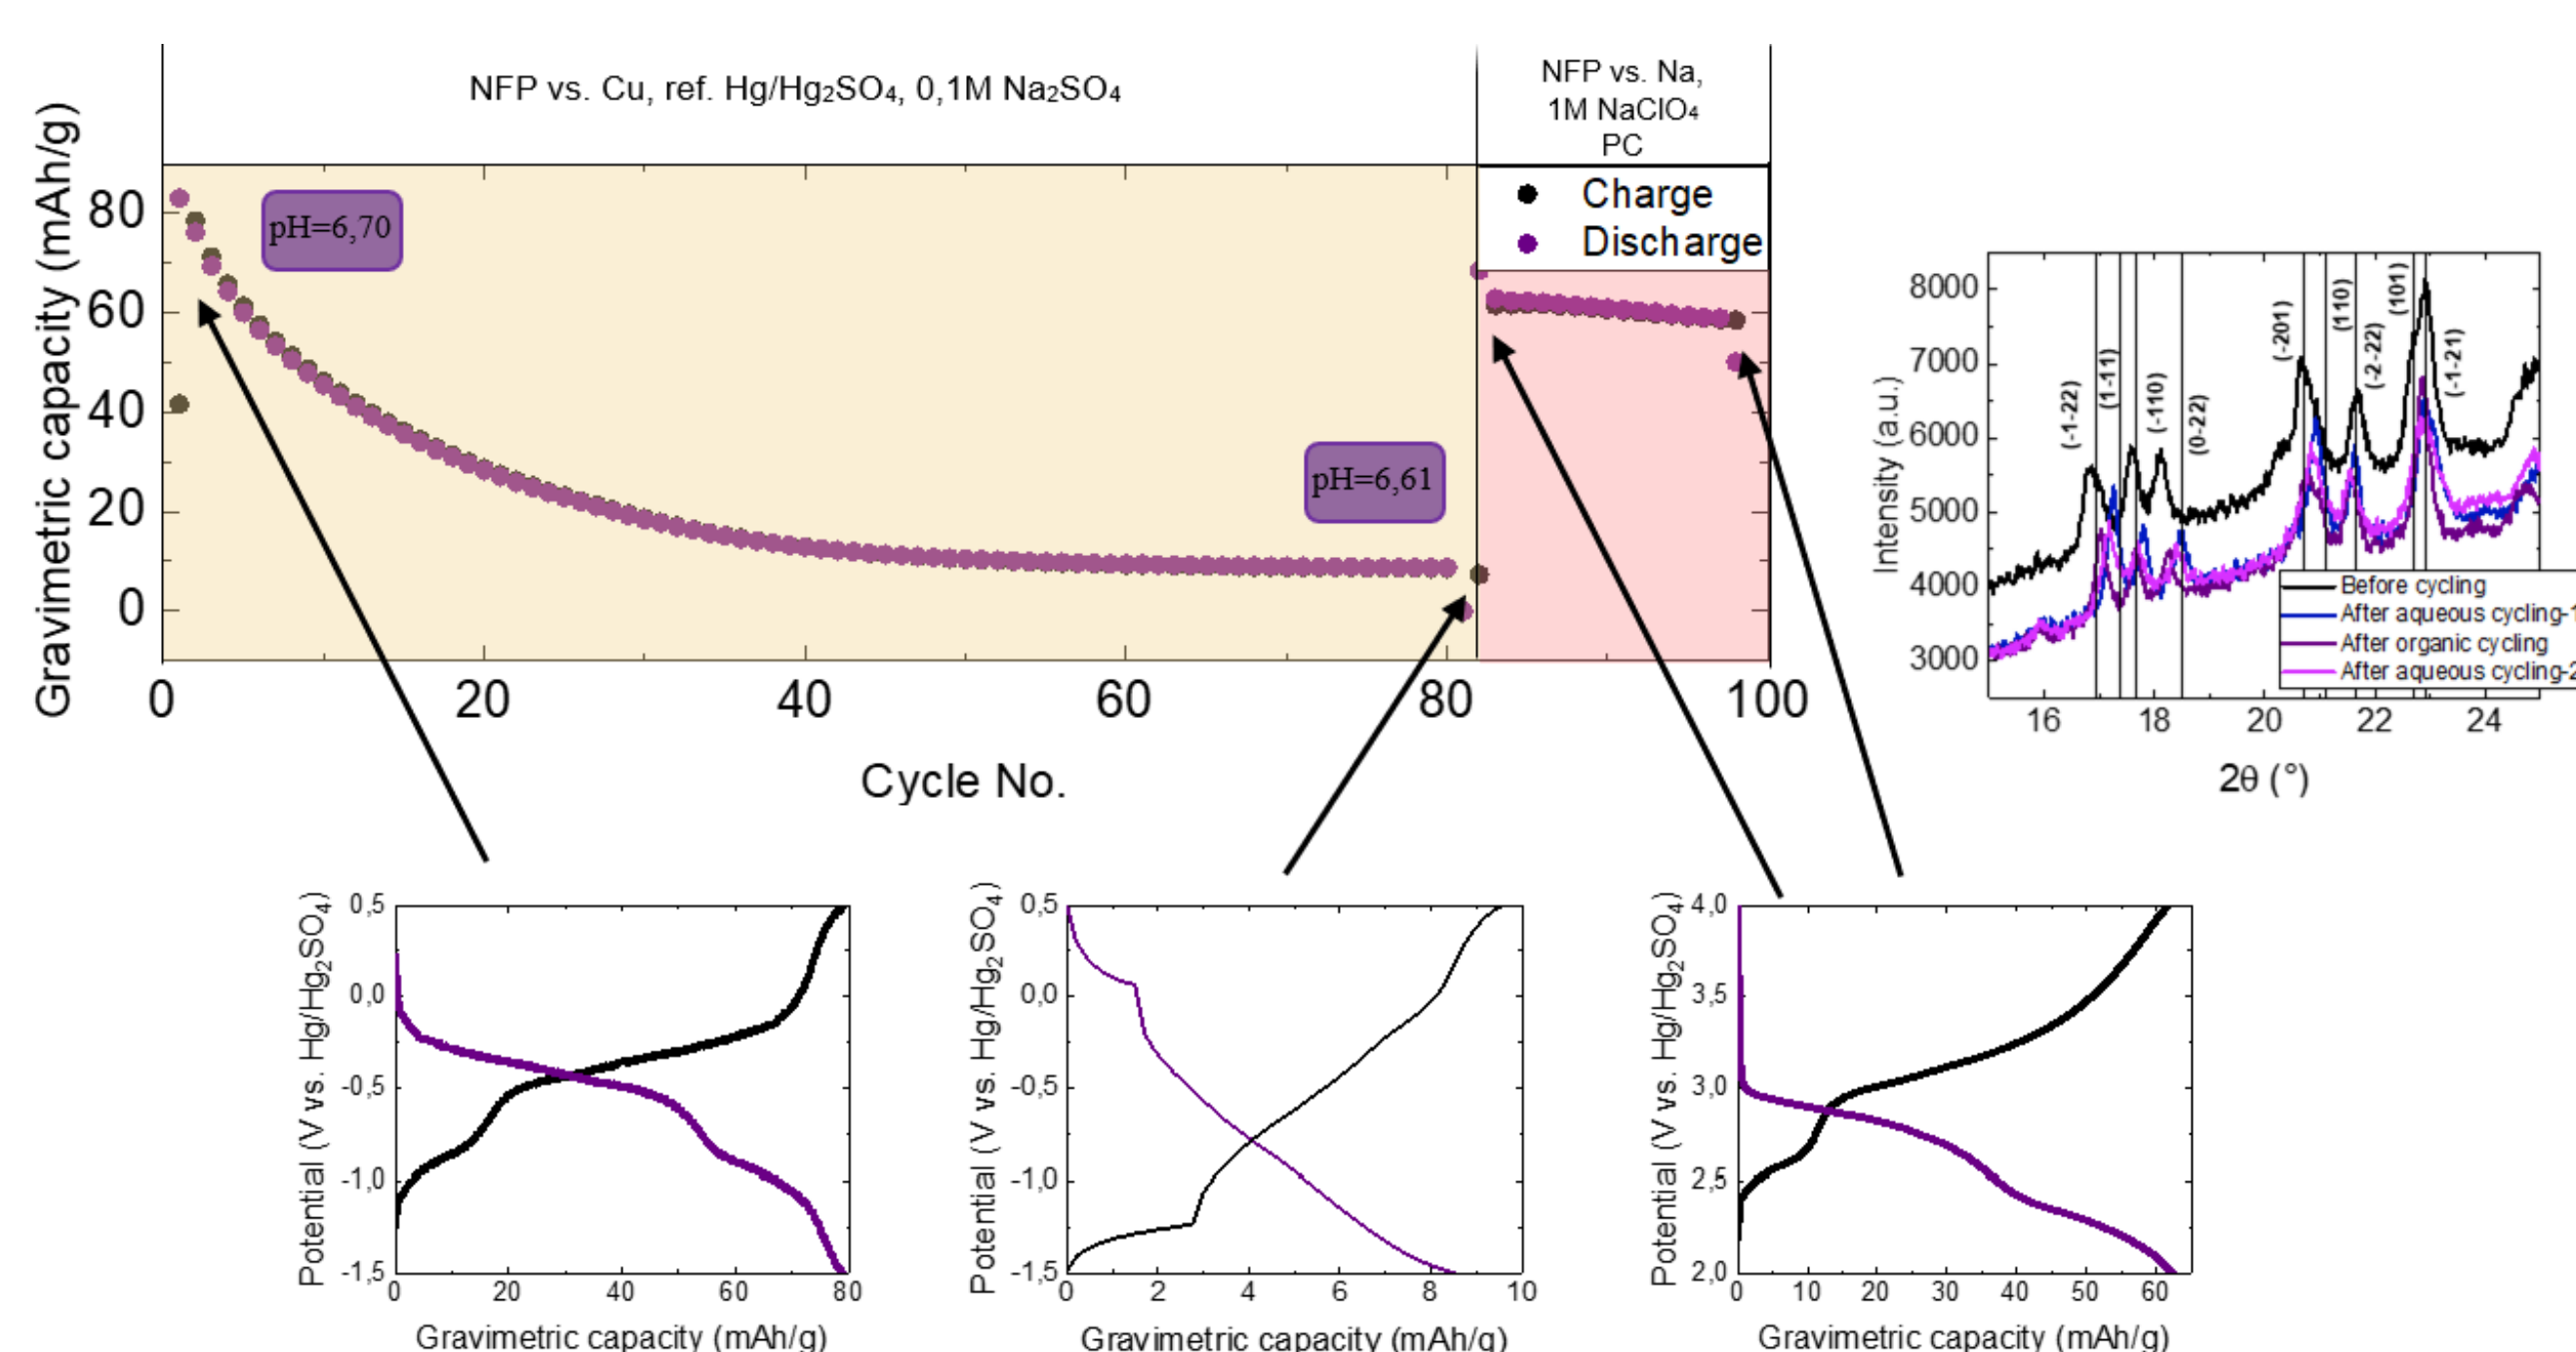 NFP vs. Cu, ref. Hg/Hg₂SO₄, 0,1M Na₂SO₄
NFP vs. Na,
1M NaClO₄
PC
Charge
Discharge
pH=6,70
pH=6,61
Gravimetric capacity (mAh/g)
80
60
40
20
0
0
20
40
60
80
100
Cycle No.
Intensity (a.u.)
8000
7000
6000
5000
4000
3000
(-1-22)
(1-11)
(-110)
(0-22)
(-201)
(110)
(-2-22)
(101)
(-1-21)
Before cycling
After aqueous cycling-1
After organic cycling
After aqueous cycling-2
16
18
20
22
24
2θ (°)
Potential (V vs. Hg/Hg₂SO₄)
0,5
0,0
-0,5
-1,0
-1,5
0
20
40
60
80
Gravimetric capacity (mAh/g)
Potential (V vs. Hg/Hg₂SO₄)
0,5
0,0
-0,5
-1,0
-1,5
0
2
4
6
8
10
Gravimetric capacity (mAh/g)
Potential (V vs. Hg/Hg₂SO₄)
4,0
3,5
3,0
2,5
2,0
0
10
20
30
40
50
60
Gravimetric capacity (mAh/g)